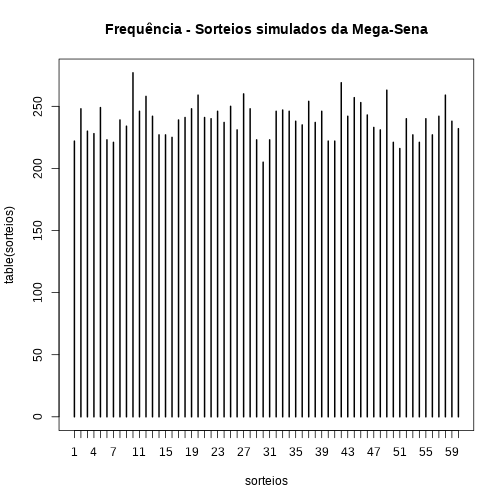 Frequência - Sorteios simulados da Mega-Sena
table(sorteios)
250
200
150
100
50
0
1 4 7 11 15 19 23 27 31 35 39 43 47 51 55 59
sorteios